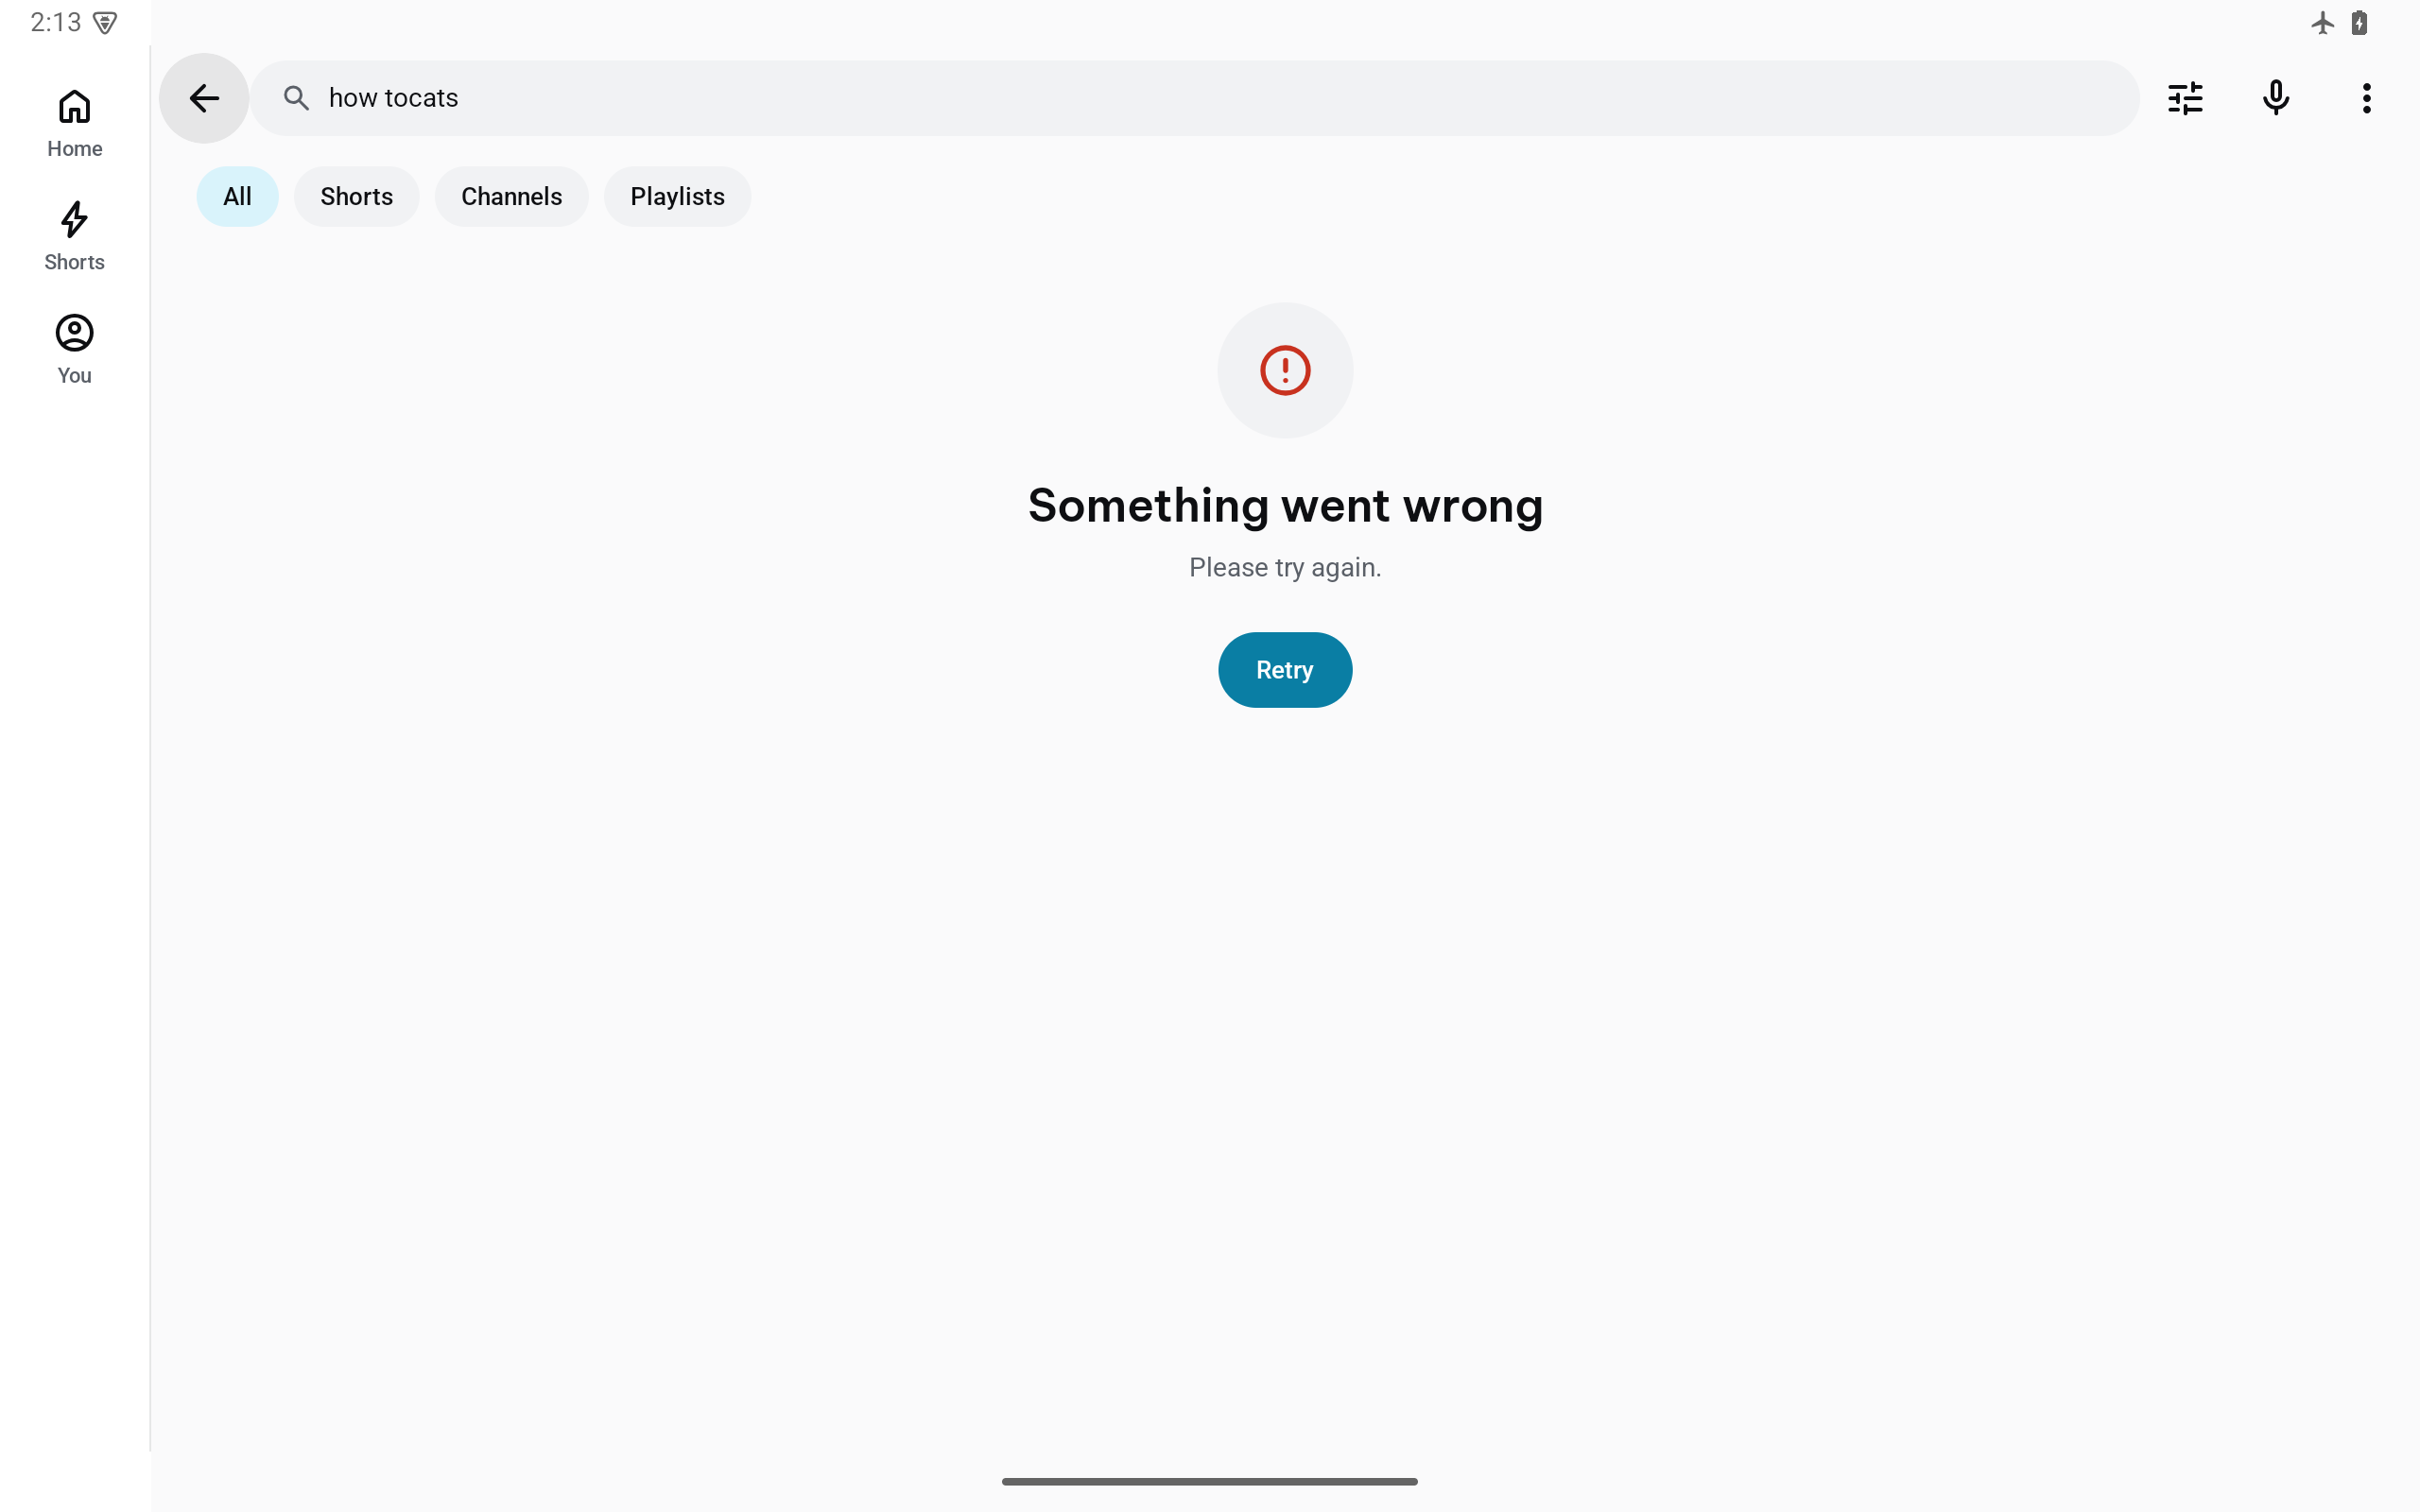 2:13
how tocats
All
Shorts
Channels
Playlists
Home
Shorts
You
Something went wrong
Please try again.
Retry